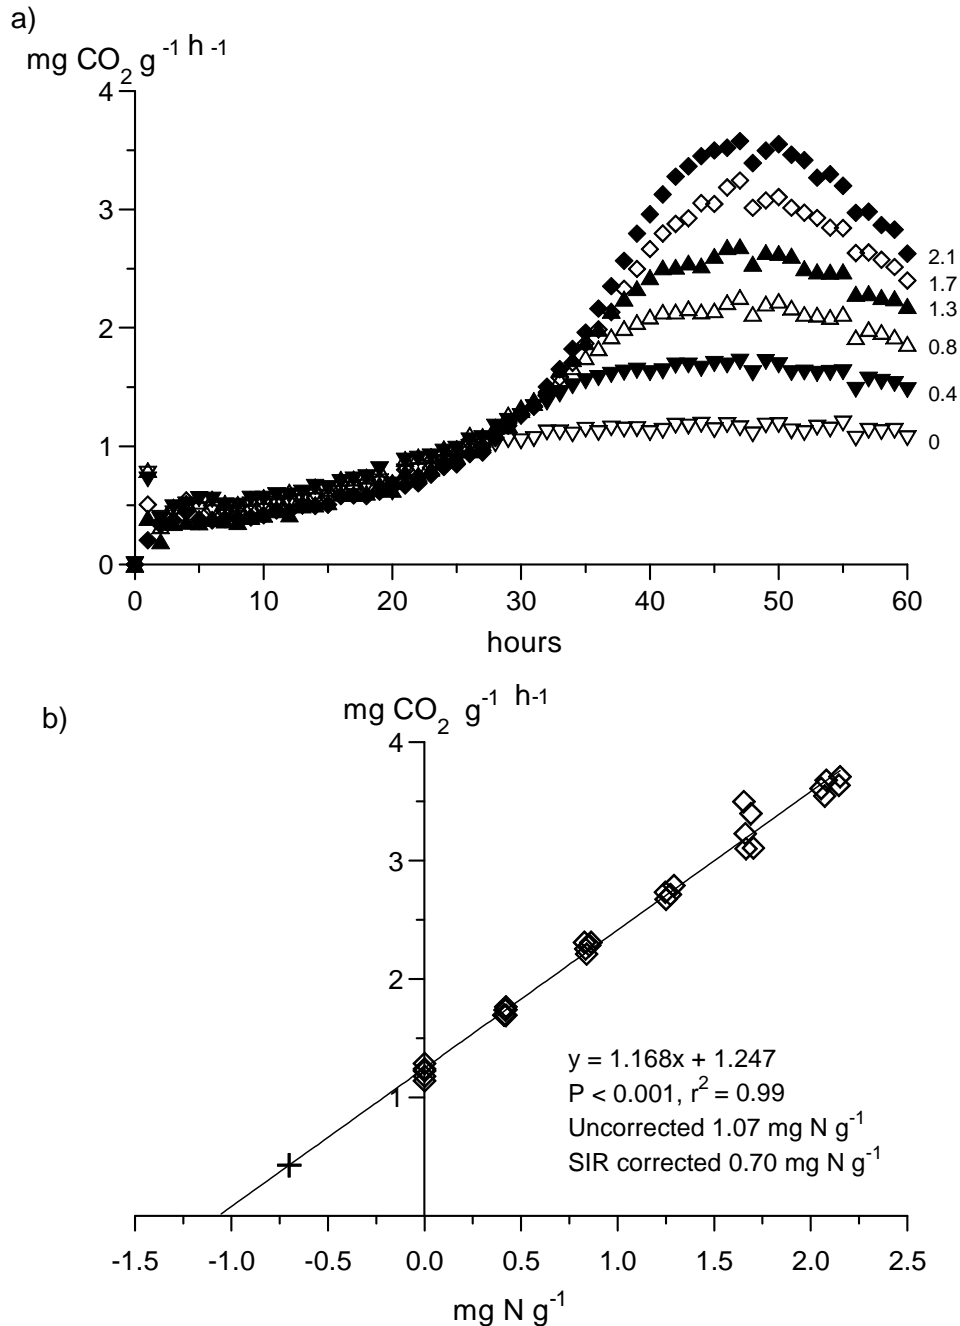 a)
mg CO2 g-1 h-1
4
3
2
1
0
2.1
1.7
1.3
0.8
0.4
0
0 10 20 30 40 50 60
hours
b)
mg CO2 g-1 h-1
4
3
2
1
y = 1.168x + 1.247
P < 0.001, r2 = 0.99
Uncorrected 1.07 mg N g-1
SIR corrected 0.70 mg N g-1
-1.5 -1.0 -0.5 0.0 0.5 1.0 1.5 2.0 2.5
mg N g-1